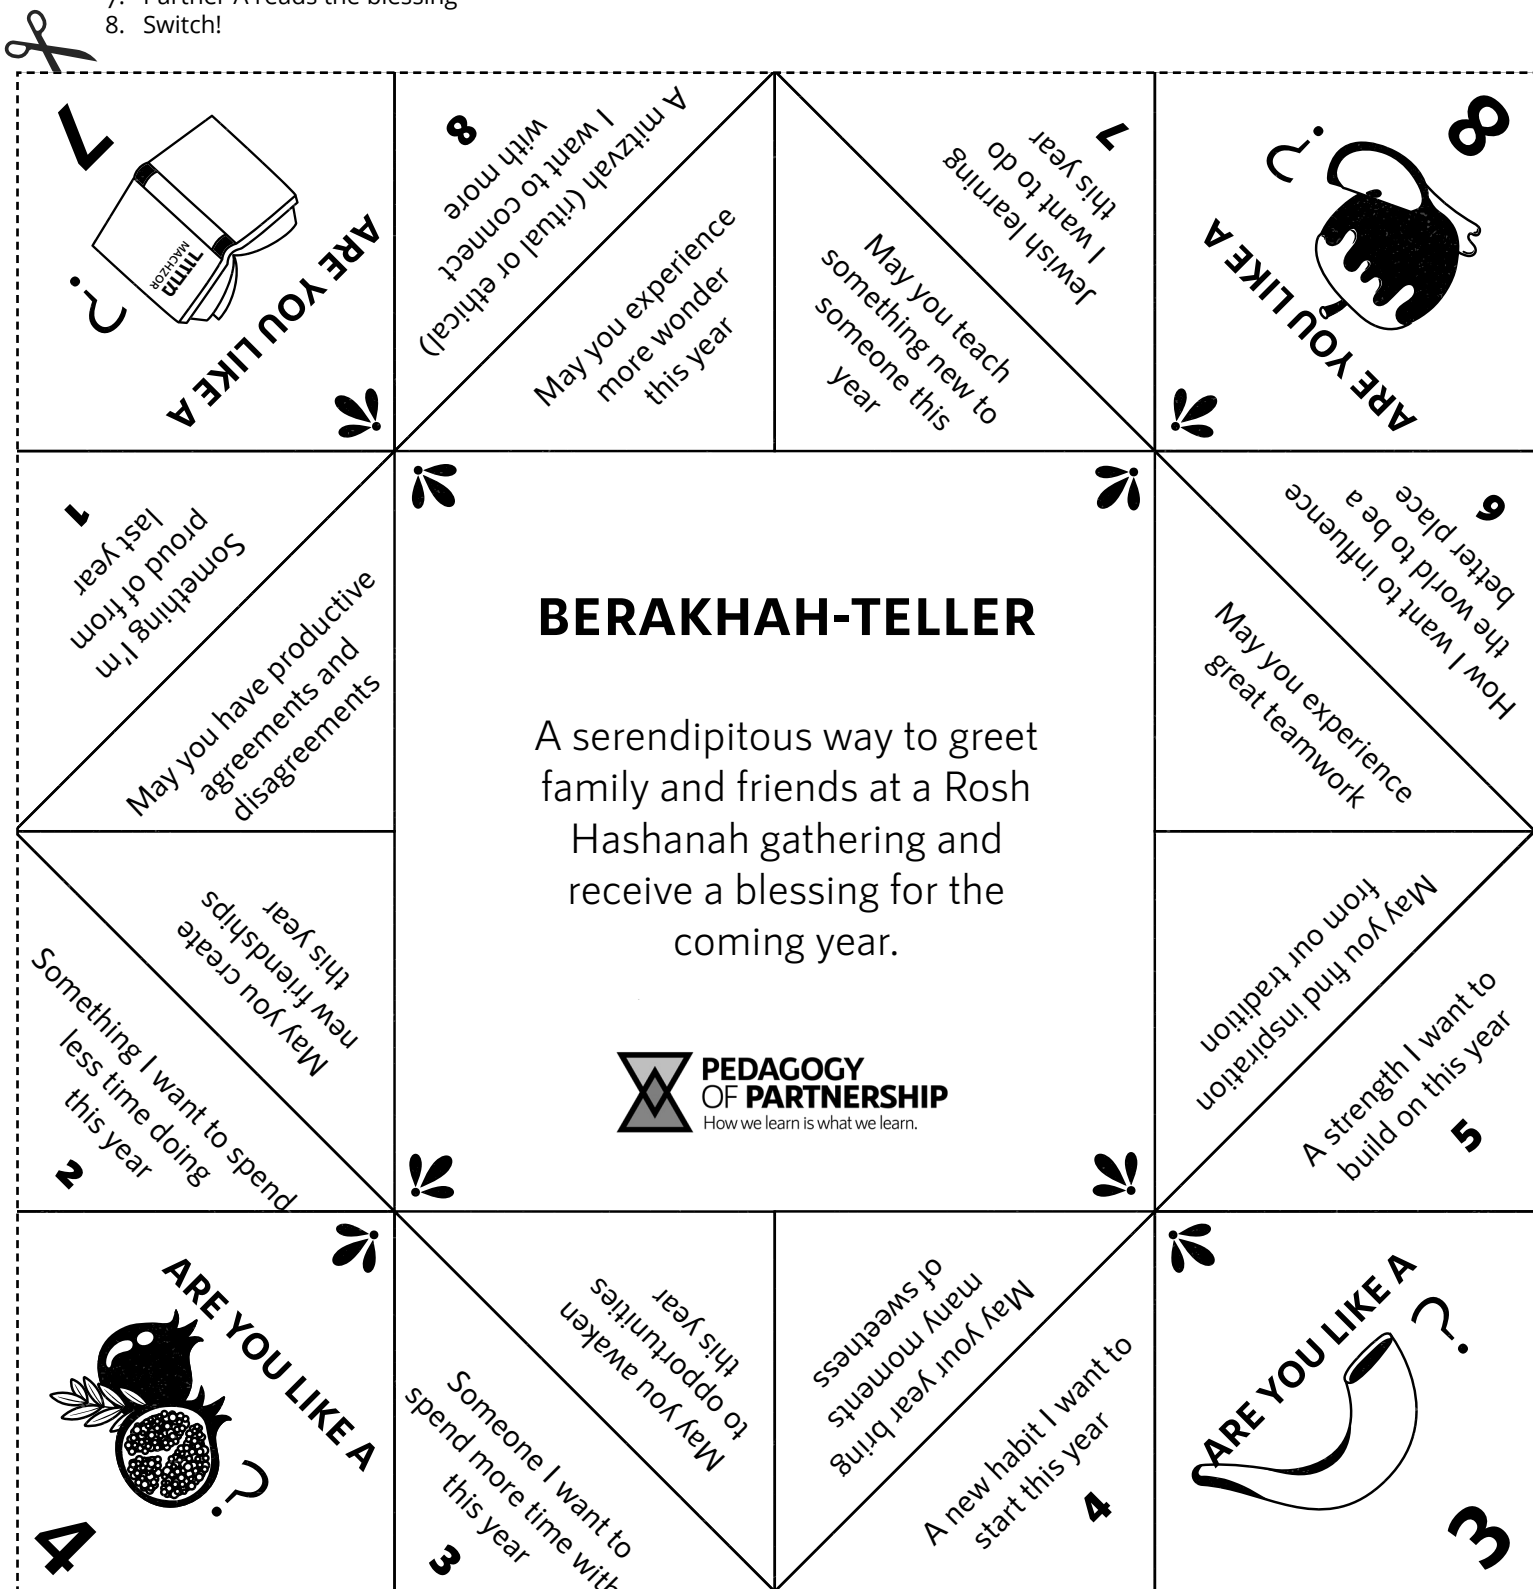 8. Switch!
7
ARE YOU LIKE A
?
מחזור
MACHZOR
8
A mitzvah (ritual or ethical)
I want to connect
with more
May you experience
more wonder
this year
7
Jewish learning
I want to do
this year
May you teach
something new to
someone this
year
8
ARE YOU LIKE A
?
1
Something I'm
proud of from
last year
May you have productive
agreements and
disagreements
BERAKHAH-TELLER
A serendipitous way to greet
family and friends at a Rosh
Hashanah gathering and
receive a blessing for the
coming year.
PEDAGOGY
OF PARTNERSHIP
How we learn is what we learn.
6
How I want to influence
the world to be a
better place
May you experience
great teamwork
May you create
new friendships
this year
Something I want to spend
less time doing
this year
2
May you find inspiration
from our tradition
A strength I want to
build on this year
5
ARE YOU LIKE A
?
4
May you awaken
to opportunities
this year
Someone I want to
spend more time with
this year
3
May your year bring
many moments
of sweetness
A new habit I want to
start this year
4
ARE YOU LIKE A
?
3